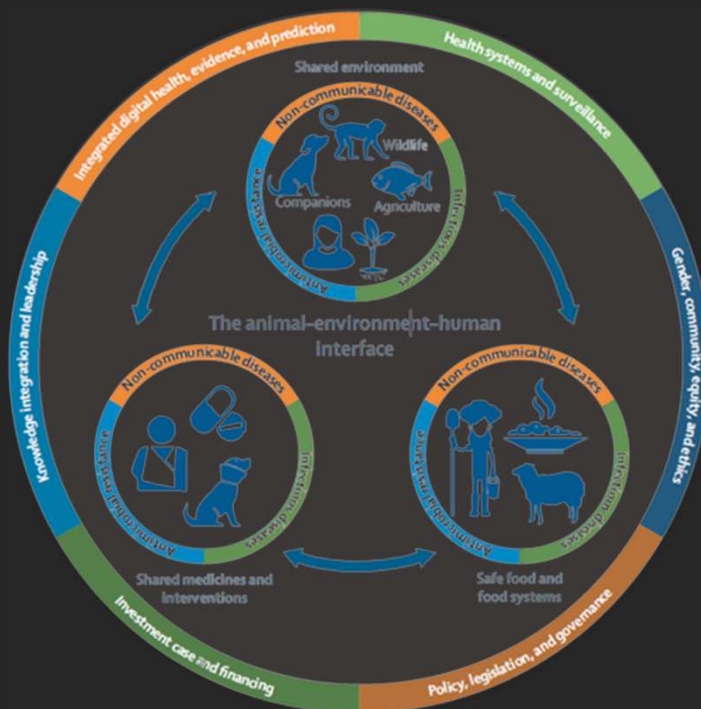 Integrated digital health, evidence, and prediction
Health systems and surveillance
Shared environment
Non-communicable diseases
Wildlife
Companions
Agriculture
Antimicrobial resistance
Infectious diseases
Knowledge integration and leadership
Gender, community, equity, and ethics
The animal–environment–human
interface
Non-communicable diseases
Antimicrobial resistance
Infectious diseases
Non-communicable diseases
Antimicrobial resistance
Infectious diseases
Shared medicines and
interventions
Safe food and
food systems
Investment case and financing
Policy, legislation, and governance